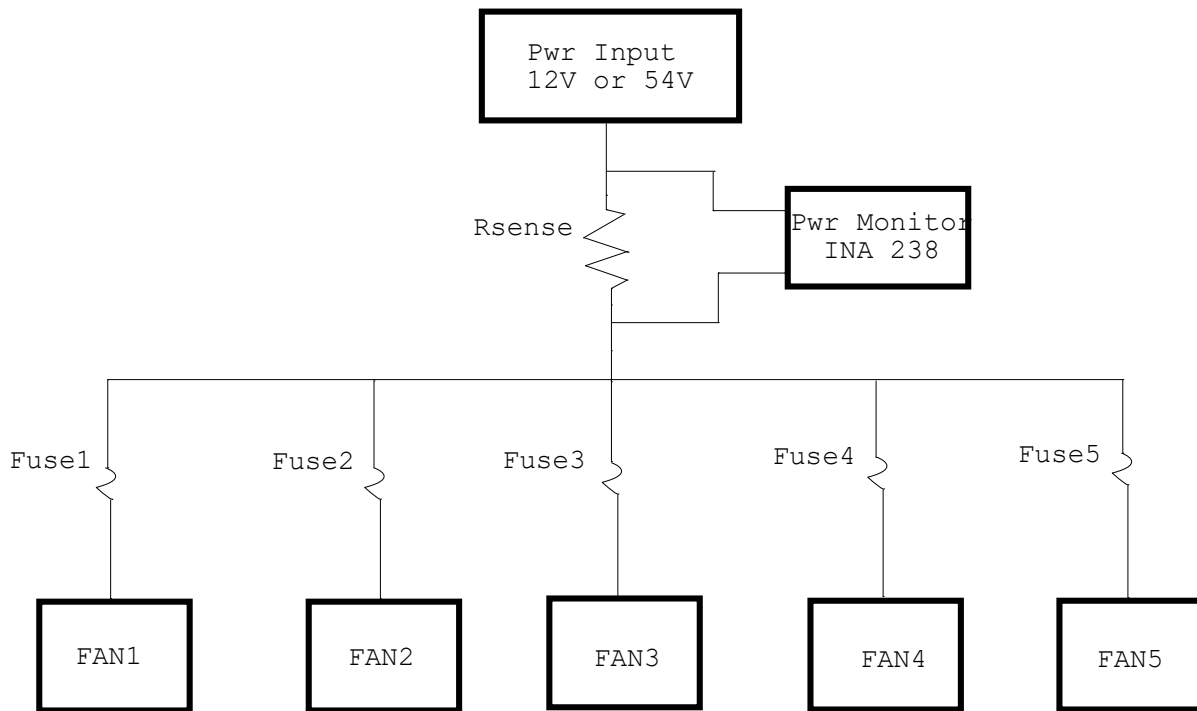 Pwr Input
12V or 54V
Rsense
Pwr Monitor
INA 238
Fuse1
Fuse2
Fuse3
Fuse4
Fuse5
FAN1
FAN2
FAN3
FAN4
FAN5